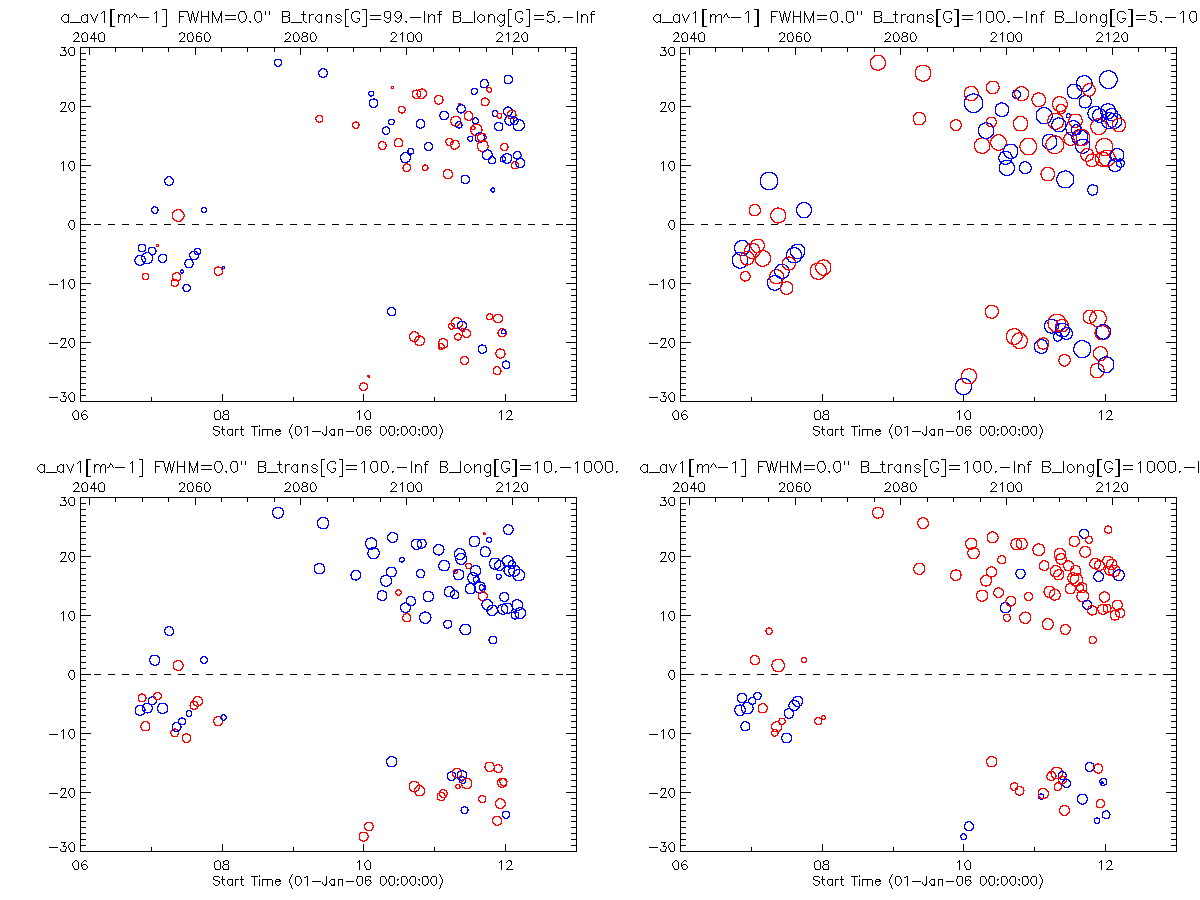 a_av1[m^-1] FWHM=0.0" B_trans[G]=99.-Inf B_long[G]=5.-Inf
2040 2060 2080 2100 2120
30
20
10
0
-10
-20
-30
06 08 10 12
Start Time (01-Jan-06 00:00:00)
a_av1[m^-1] FWHM=0.0" B_trans[G]=100.-Inf B_long[G]=5.-10
2040 2060 2080 2100 2120
30
20
10
0
-10
-20
-30
06 08 10 12
Start Time (01-Jan-06 00:00:00)
a_av1[m^-1] FWHM=0.0" B_trans[G]=100.-Inf B_long[G]=10.-1000.
2040 2060 2080 2100 2120
30
20
10
0
-10
-20
-30
06 08 10 12
Start Time (01-Jan-06 00:00:00)
a_av1[m^-1] FWHM=0.0" B_trans[G]=100.-Inf B_long[G]=1000.-I
2040 2060 2080 2100 2120
30
20
10
0
-10
-20
-30
06 08 10 12
Start Time (01-Jan-06 00:00:00)